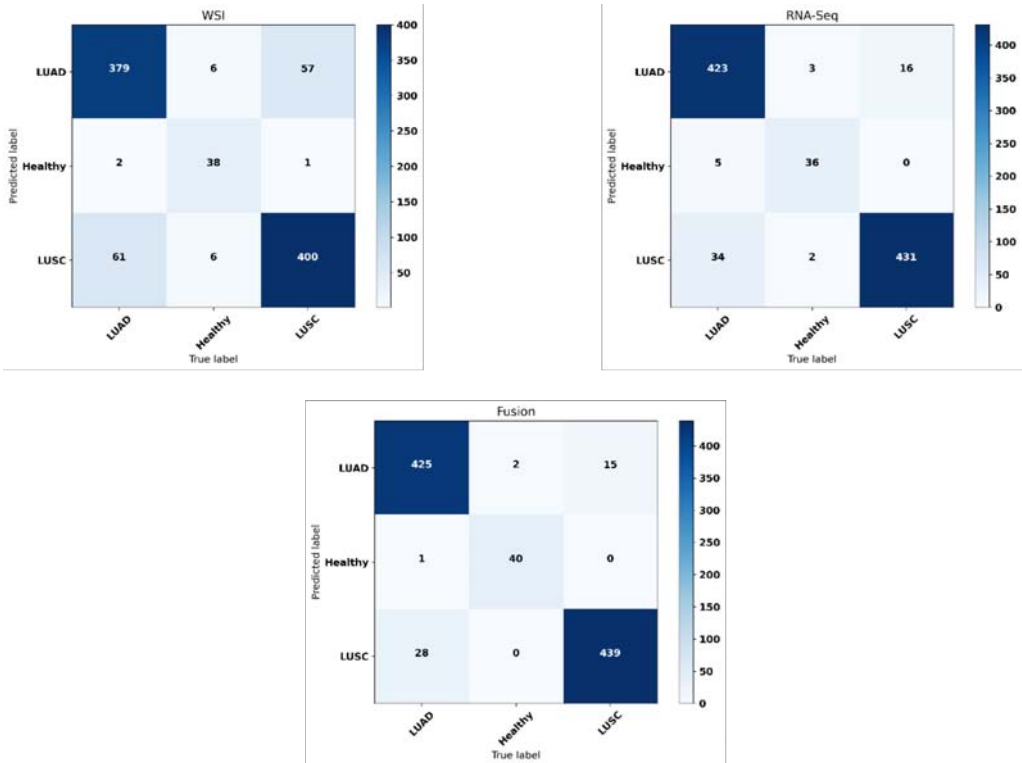 WSI
LUAD 379 6 57
Healthy 2 38 1
LUSC 61 6 400
LUAD Healthy LUSC
True label
Predicted label
400
350
300
250
200
150
100
50
RNA-Seq
LUAD 423 3 16
Healthy 5 36 0
LUSC 34 2 431
LUAD Healthy LUSC
True label
Predicted label
400
350
300
250
200
150
100
50
0
Fusion
LUAD 425 2 15
Healthy 1 40 0
LUSC 28 0 439
LUAD Healthy LUSC
True label
Predicted label
400
350
300
250
200
150
100
50
0